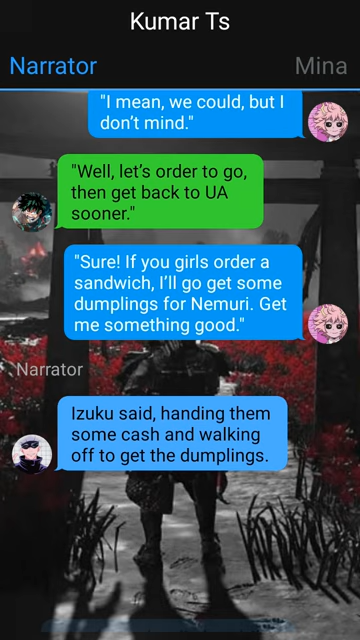 Kumar Ts
Narrator
Mina
"I mean, we could, but I
don’t mind."
"Well, let’s order to go,
then get back to UA
sooner."
"Sure! If you girls order a
sandwich, I’ll go get some
dumplings for Nemuri. Get
me something good."
Narrator
Izuku said, handing them
some cash and walking
off to get the dumplings.